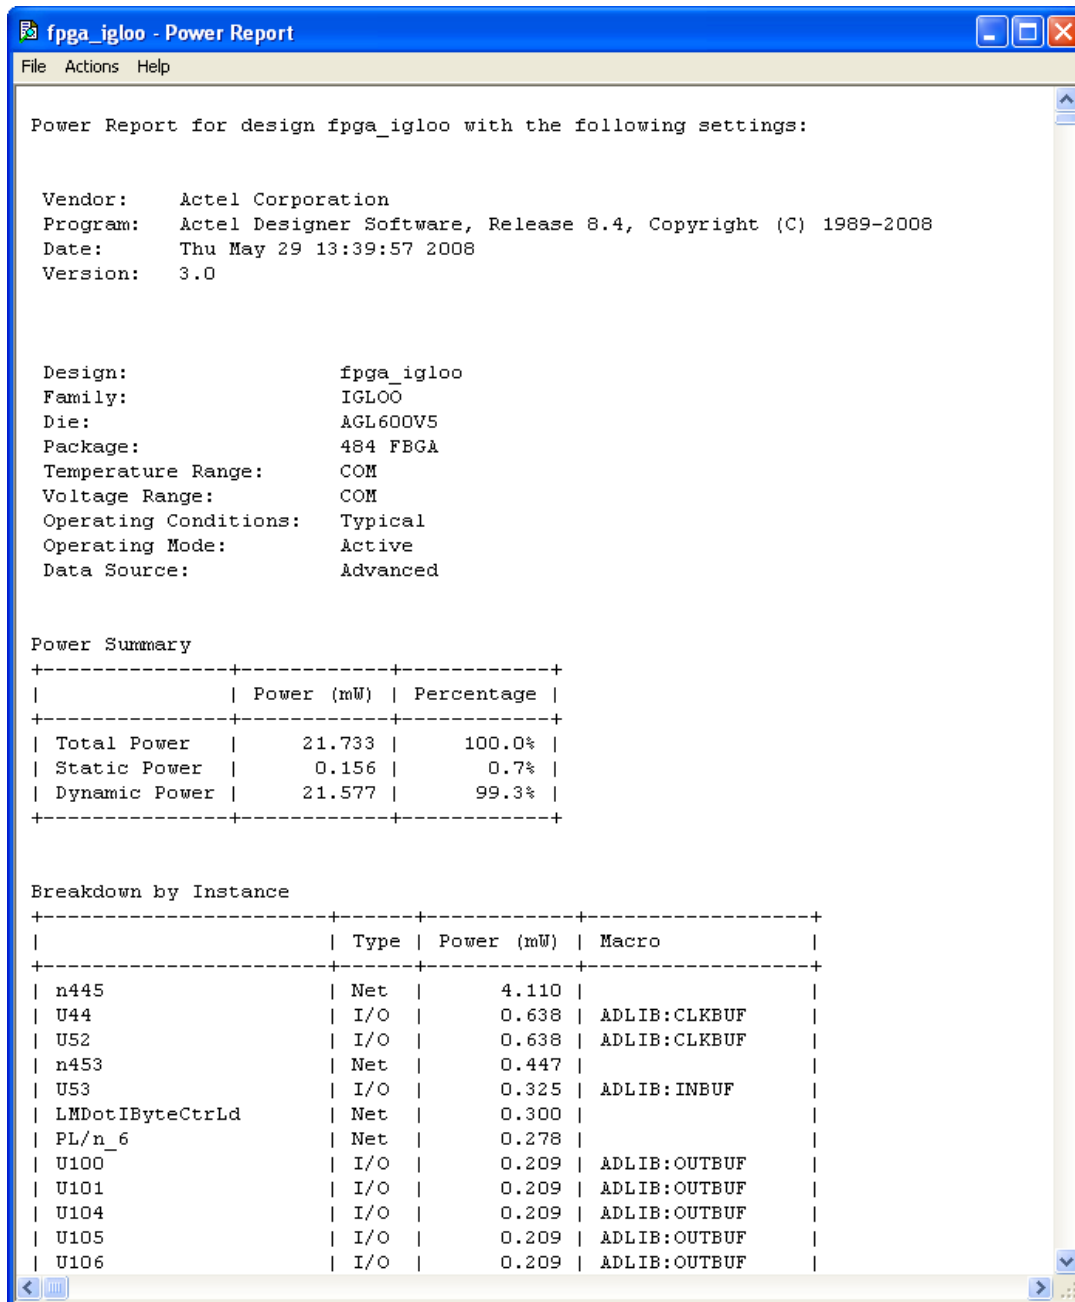 fpga_igloo - Power Report
File Actions Help
Power Report for design fpga_igloo with the following settings:
Vendor: Actel Corporation
Program: Actel Designer Software, Release 8.4, Copyright (C) 1989-2008
Date: Thu May 29 13:39:57 2008
Version: 3.0
Design: fpga_igloo
Family: IGLOO
Die: AGL600V5
Package: 484 FBGA
Temperature Range: COM
Voltage Range: COM
Operating Conditions: Typical
Operating Mode: Active
Data Source: Advanced
Power Summary
+---------------+------------+------------+
| | Power (mW) | Percentage |
+---------------+------------+------------+
| Total Power | 21.733 | 100.0% |
| Static Power | 0.156 | 0.7% |
| Dynamic Power | 21.577 | 99.3% |
+---------------+------------+------------+
Breakdown by Instance
+-----------------------+------+------------+------------------+
| | Type | Power (mW) | Macro |
+-----------------------+------+------------+------------------+
| n445 | Net | 4.110 | |
| U44 | I/O | 0.638 | ADLIB:CLKBUF |
| U52 | I/O | 0.638 | ADLIB:CLKBUF |
| n453 | Net | 0.447 | |
| U53 | I/O | 0.325 | ADLIB:INBUF |
| LMDotIByteCtrLd | Net | 0.300 | |
| PL/n_6 | Net | 0.278 | |
| U100 | I/O | 0.209 | ADLIB:OUTBUF |
| U101 | I/O | 0.209 | ADLIB:OUTBUF |
| U104 | I/O | 0.209 | ADLIB:OUTBUF |
| U105 | I/O | 0.209 | ADLIB:OUTBUF |
| U106 | I/O | 0.209 | ADLIB:OUTBUF |